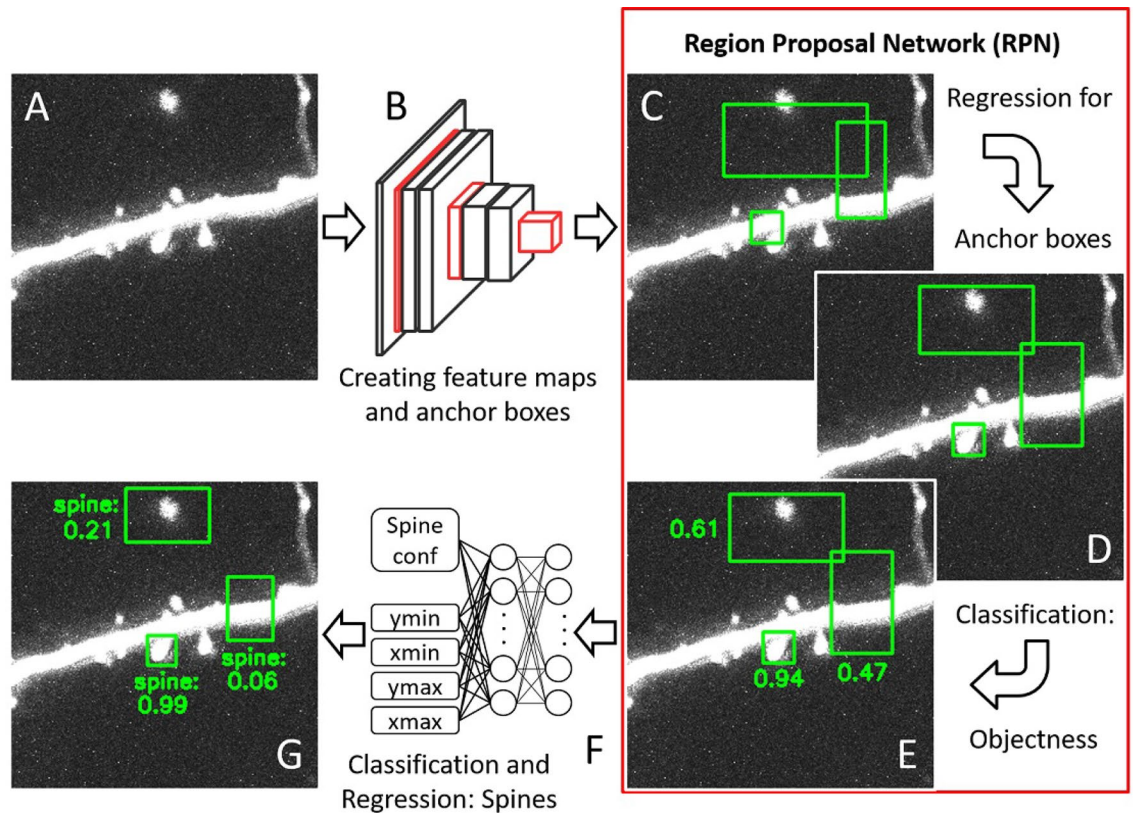 Region Proposal Network (RPN)
A
B
C
Regression for
Anchor boxes
Creating feature maps
and anchor boxes
D
spine:
0.21
spine:
0.99
spine:
0.06
G
Spine
conf
ymin
xmin
ymax
xmax
F
Classification and
Regression: Spines
0.61
0.94
0.47
E
Classification:
Objectness